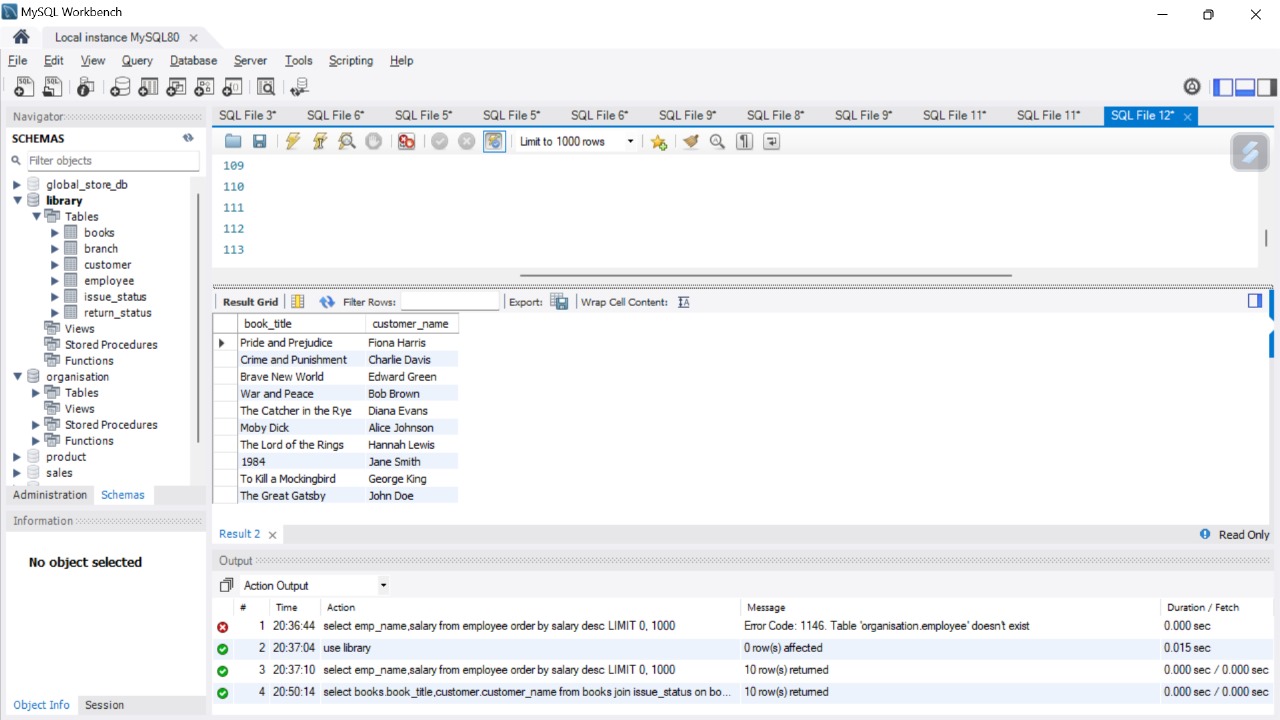 MySQL Workbench
Local instance MySQL80
File Edit View Query Database Server Tools Scripting Help
Navigator
SCHEMAS
Filter objects
global_store_db
library
Tables
books
branch
customer
employee
issue_status
return_status
Views
Stored Procedures
Functions
organisation
Tables
Views
Stored Procedures
Functions
product
sales
Administration Schemas
Information
No object selected
Object Info Session
SQL File 3* SQL File 6* SQL File 5* SQL File 5* SQL File 6* SQL File 9* SQL File 8* SQL File 9* SQL File 11* SQL File 11* SQL File 12*
Limit to 1000 rows
109
110
111
112
113
Result Grid Filter Rows: Export: Wrap Cell Content:
book_title customer_name
Pride and Prejudice Fiona Harris
Crime and Punishment Charlie Davis
Brave New World Edward Green
War and Peace Bob Brown
The Catcher in the Rye Diana Evans
Moby Dick Alice Johnson
The Lord of the Rings Hannah Lewis
1984 Jane Smith
To Kill a Mockingbird George King
The Great Gatsby John Doe
Result 2 Read Only
Output
Action Output
# Time Action Message Duration / Fetch
1 20:36:44 select emp_name,salary from employee order by salary desc LIMIT 0, 1000 Error Code: 1146. Table 'organisation.employee' doesn't exist 0.000 sec
2 20:37:04 use library 0 row(s) affected 0.015 sec
3 20:37:10 select emp_name,salary from employee order by salary desc LIMIT 0, 1000 10 row(s) returned 0.000 sec / 0.000 sec
4 20:50:14 select books.book_title,customer.customer_name from books join issue_status on bo... 10 row(s) returned 0.000 sec / 0.000 sec